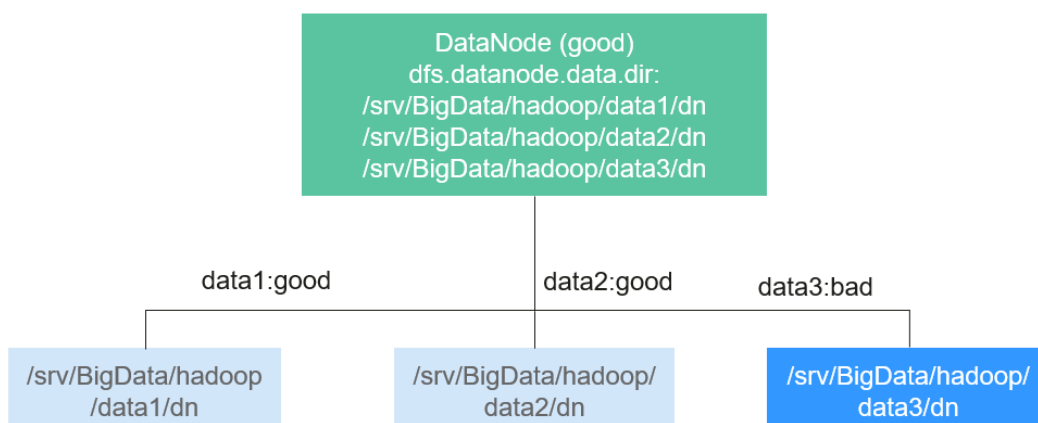 DataNode (good)
dfs.datanode.data.dir:
/srv/BigData/hadoop/data1/dn
/srv/BigData/hadoop/data2/dn
/srv/BigData/hadoop/data3/dn
data1:good
data2:good
data3:bad
/srv/BigData/hadoop
/data1/dn
/srv/BigData/hadoop/
data2/dn
/srv/BigData/hadoop/
data3/dn